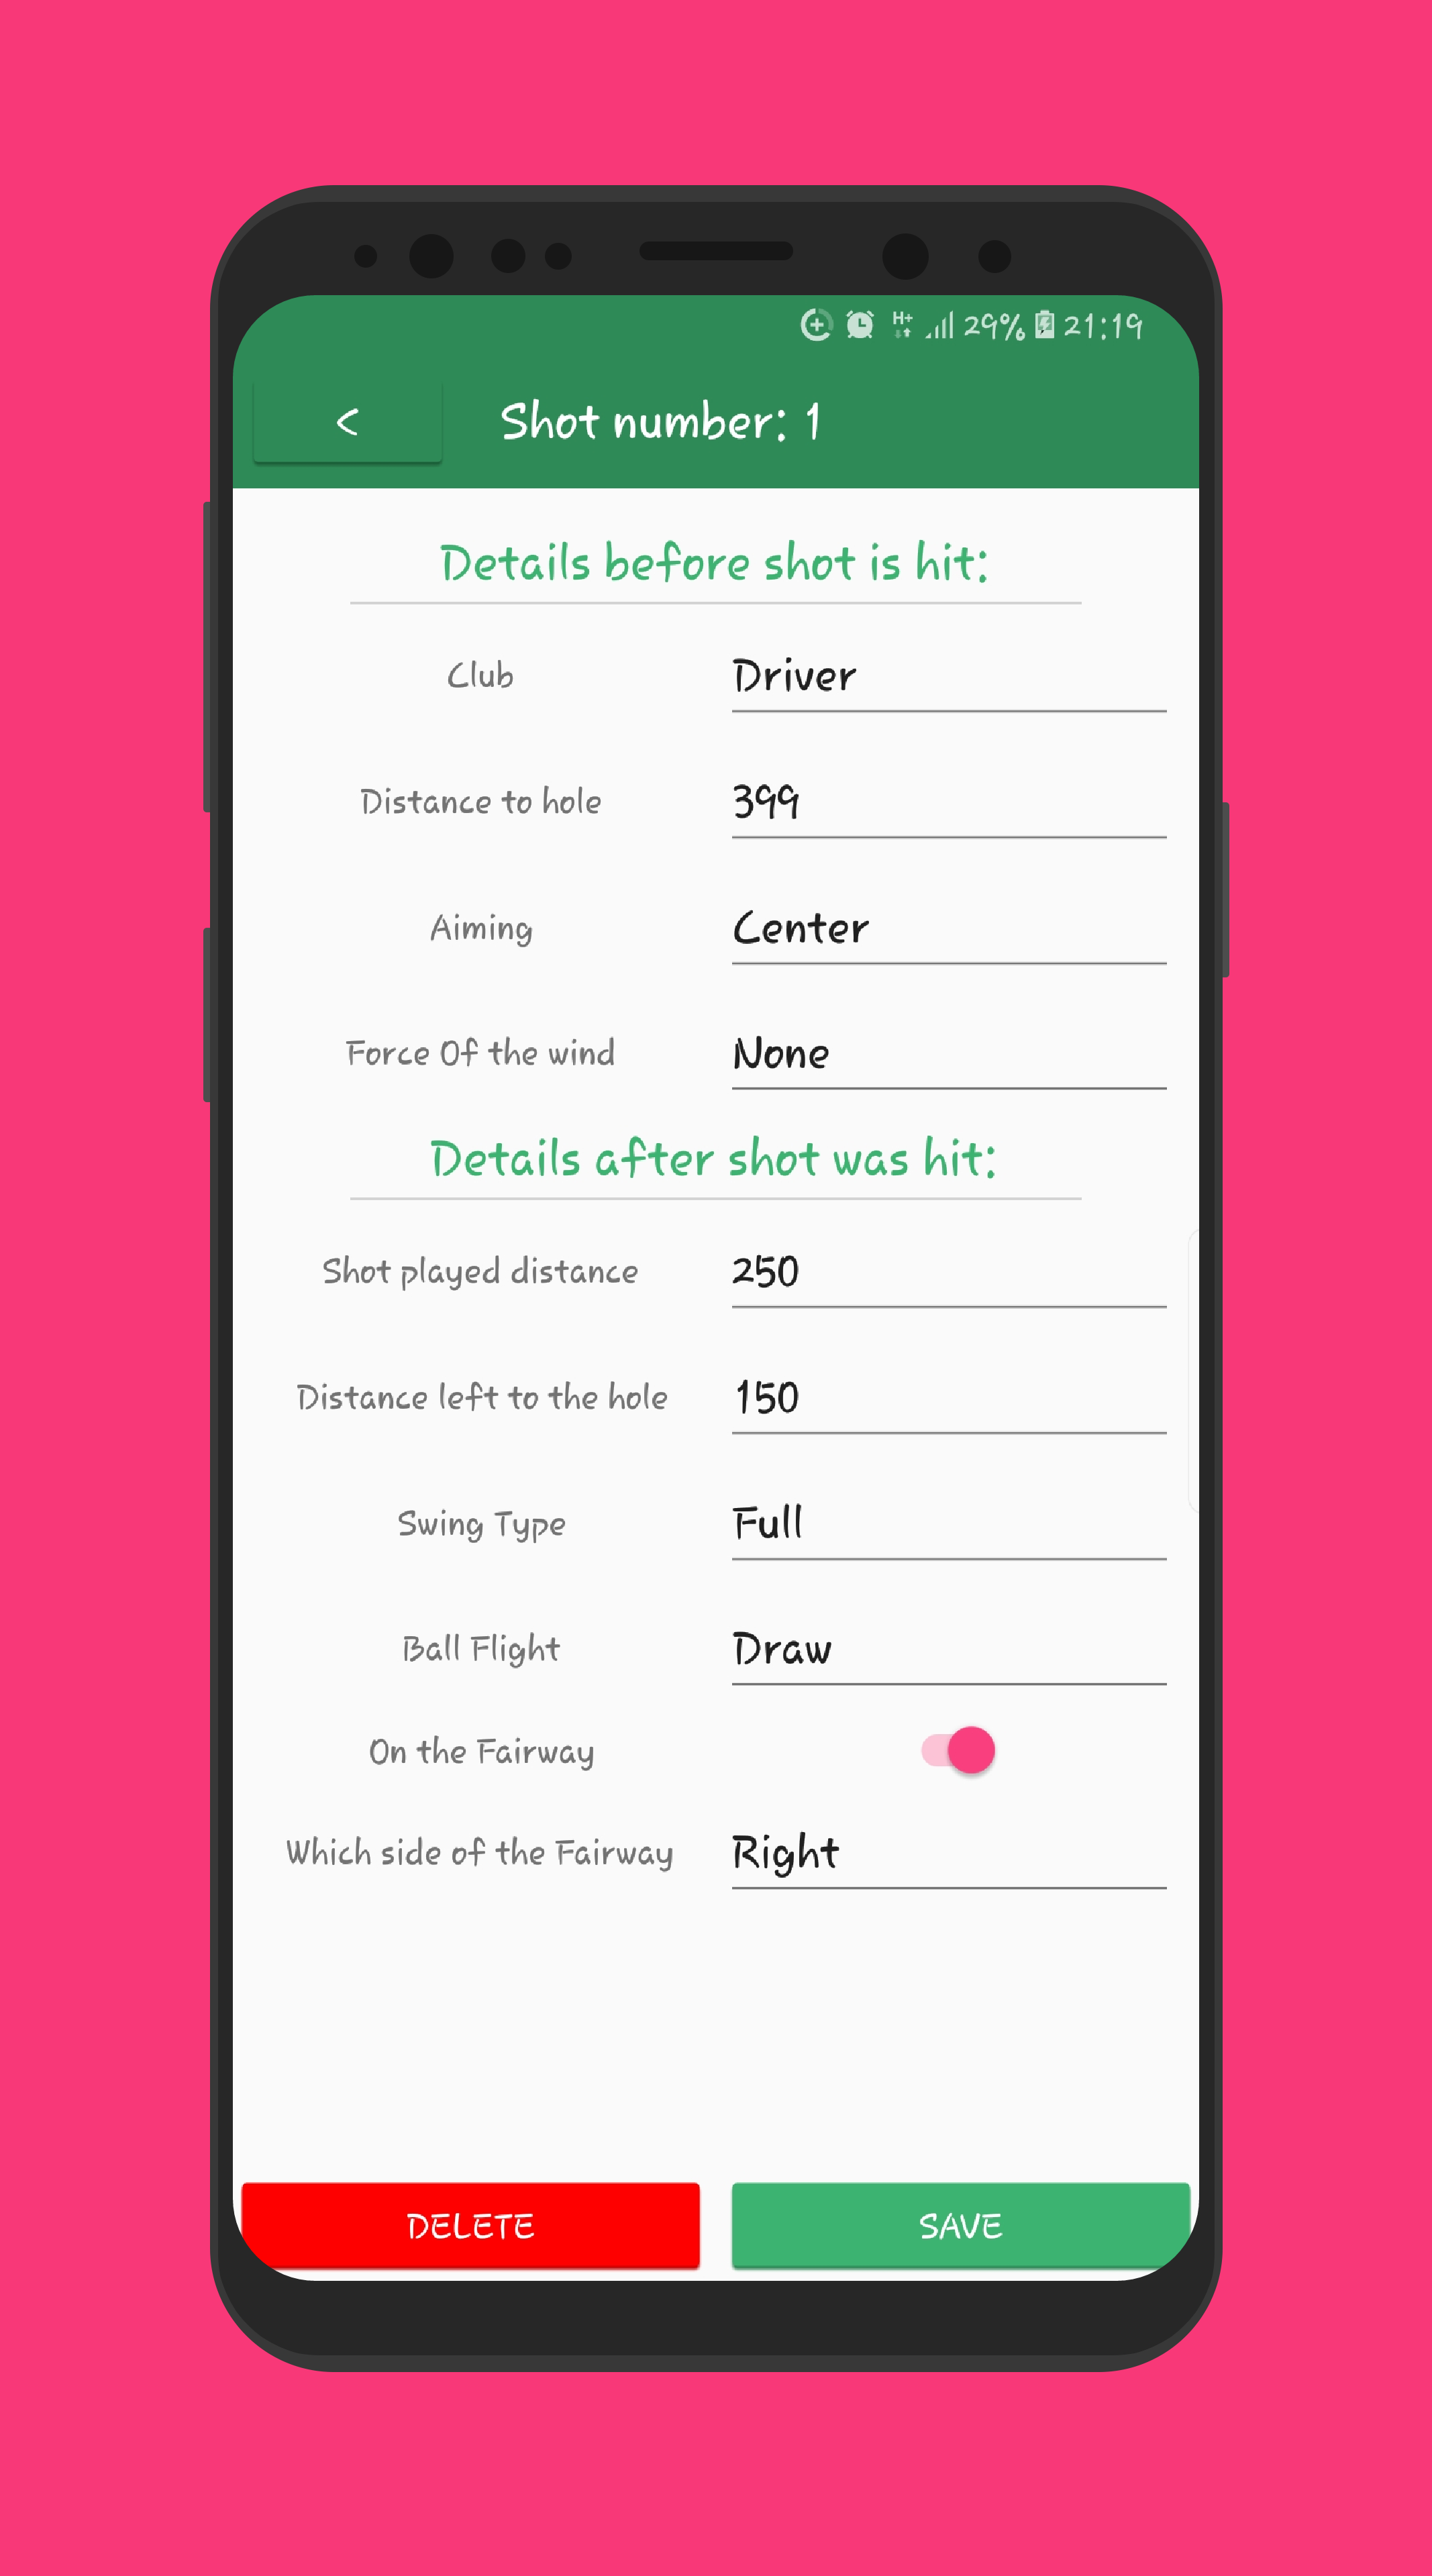 H+ 29% 21:19
< Shot number: 1
Details before shot is hit:
Club Driver
Distance to hole 399
Aiming Center
Force Of the wind None
Details after shot was hit:
Shot played distance 250
Distance left to the hole 150
Swing Type Full
Ball Flight Draw
On the Fairway
Which side of the Fairway Right
DELETE SAVE